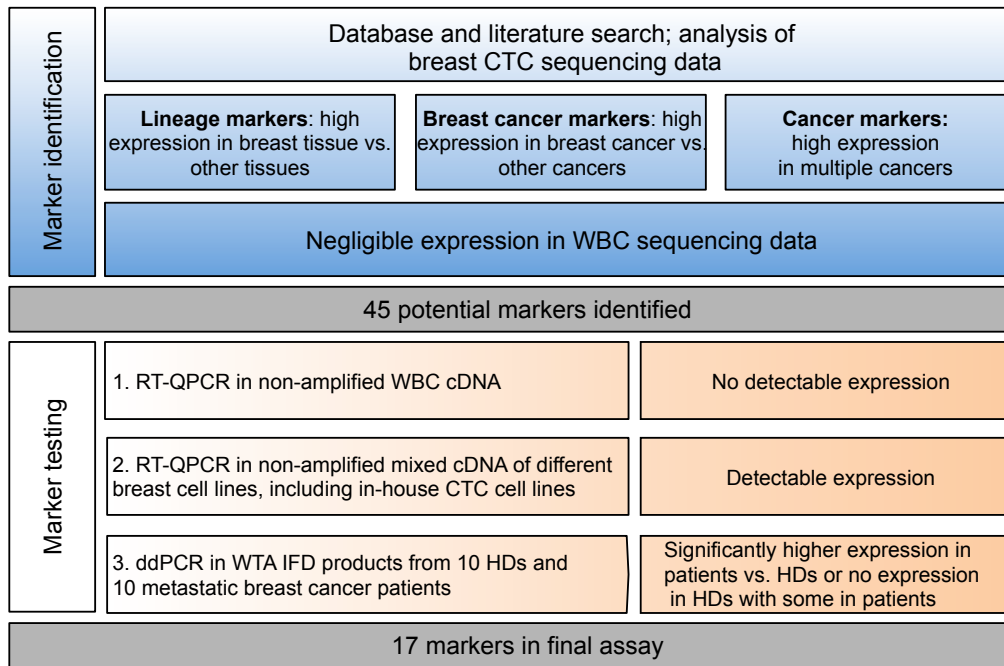 Marker identification
Database and literature search; analysis of
breast CTC sequencing data
Lineage markers: high
expression in breast tissue vs.
other tissues
Breast cancer markers: high
expression in breast cancer vs.
other cancers
Cancer markers:
high expression
in multiple cancers
Negligible expression in WBC sequencing data
45 potential markers identified
Marker testing
1. RT-QPCR in non-amplified WBC cDNA
No detectable expression
2. RT-QPCR in non-amplified mixed cDNA of different
breast cell lines, including in-house CTC cell lines
Detectable expression
3. ddPCR in WTA IFD products from 10 HDs and
10 metastatic breast cancer patients
Significantly higher expression in
patients vs. HDs or no expression
in HDs with some in patients
17 markers in final assay